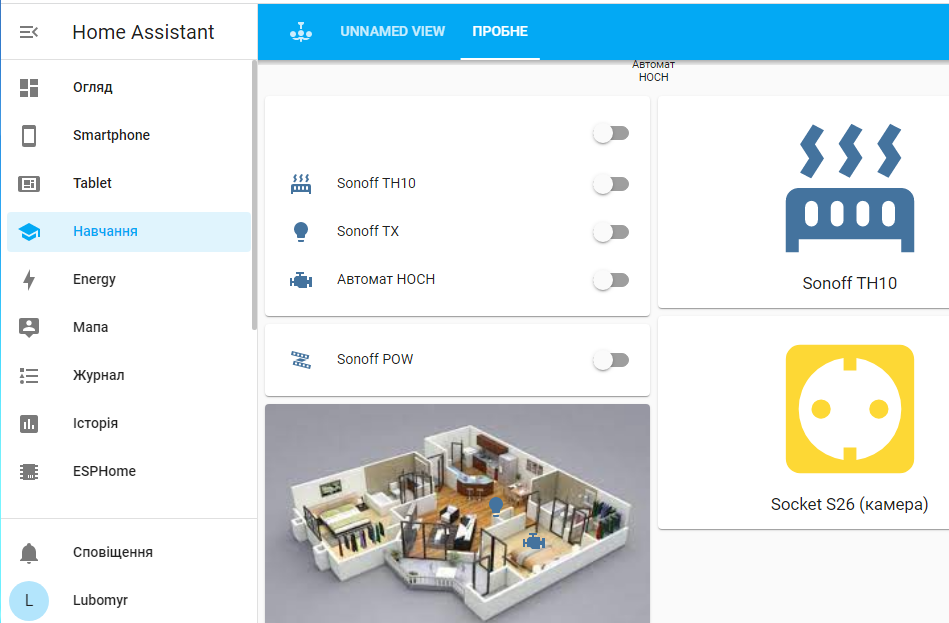 Home Assistant
Огляд
Smartphone
Tablet
Навчання
Energy
Мапа
Журнал
Історія
ESPHome
Сповіщення
L
Lubomyr
UNNAMED VIEW
ПРОБНЕ
Автомат
НОСН
Sonoff TH10
Sonoff TX
Автомат НОСН
Sonoff POW
Sonoff TH10
Socket S26 (камера)